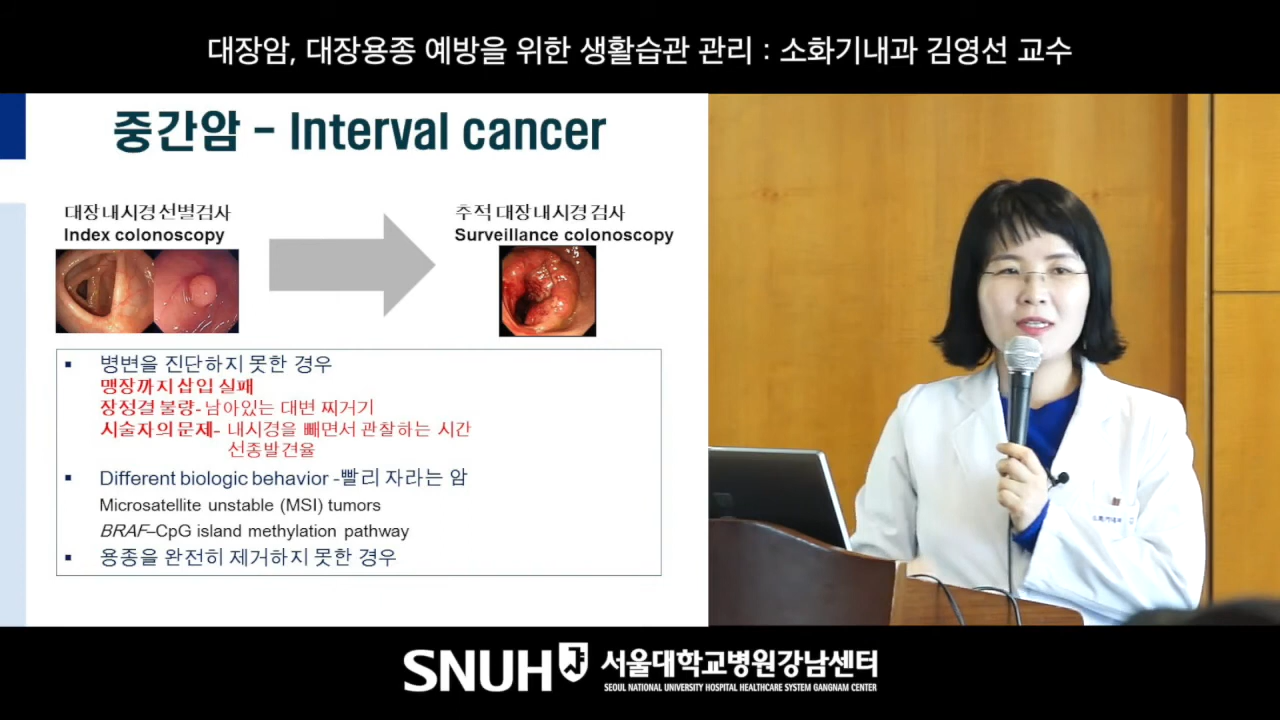 대장암, 대장용종 예방을 위한 생활습관 관리 : 소화기내과 김영선 교수
중간암 – Interval cancer
대장내시경 선별검사
Index colonoscopy
추적 대장내시경 검사
Surveillance colonoscopy
▪ 병변을 진단하지 못한 경우
맹장까지 삽입 실패
장정결 불량- 남아있는 대변 찌거기
시술자의 문제- 내시경을 빼면서 관찰하는 시간
선종발견율
▪ Different biologic behavior -빨리 자라는 암
Microsatellite unstable (MSI) tumors
BRAF–CpG island methylation pathway
▪ 용종을 완전히 제거하지 못한 경우
SNUH 서울대학교병원강남센터
SEOUL NATIONAL UNIVERSITY HOSPITAL HEALTHCARE SYSTEM GANGNAM CENTER